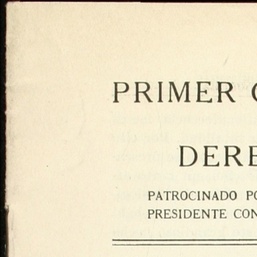 PRIMER C
DERE
PATROCINADO PO
PRESIDENTE CON